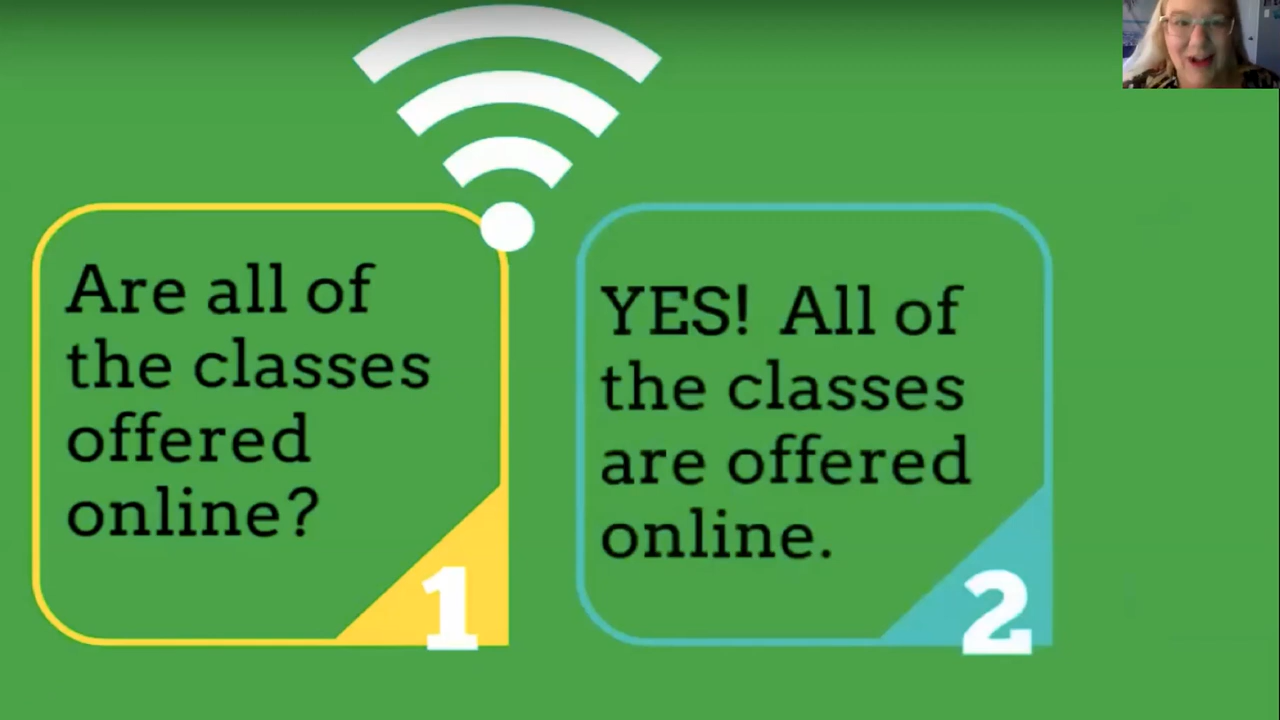 Are all of
the classes
offered
online?
1
YES!  All of
the classes
are offered
online.
2